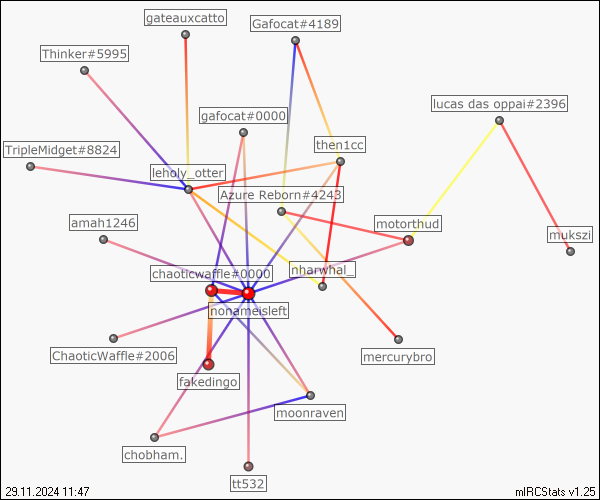 gateauxcatto
Gafocat#4189
Thinker#5995
lucas das oppai#2396
gafocat#0000
then1cc
TripleMidget#8824
leholy_otter
Azure Reborn#4243
amah1246
motorthud
mukszi
chaoticwaffle#0000
nharwhal_
nonameisleft
ChaoticWaffle#2006
mercurybro
fakedingo
moonraven
chobham.
tt532
29.11.2024 11:47
mIRCStats v1.25